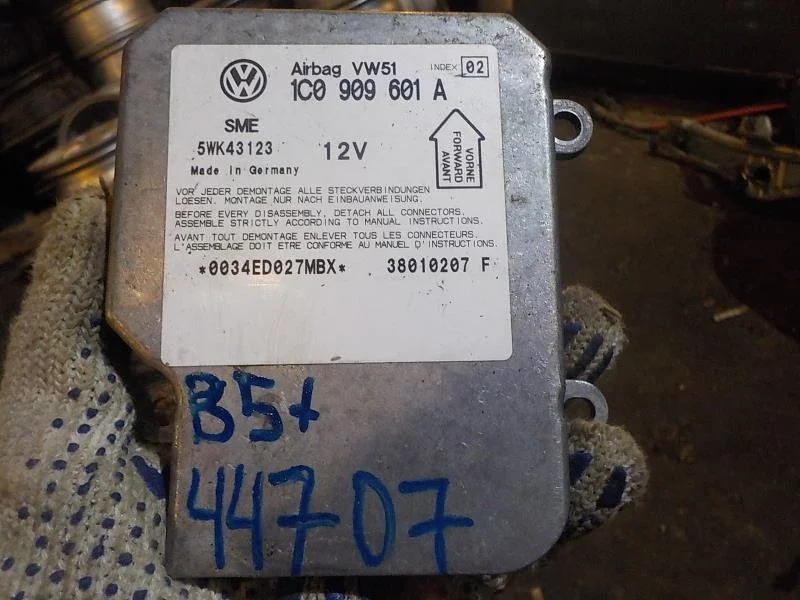 Airbag VW51 INDEX 02
1C0 909 601 A
SME
5WK43123 12V
Made in Germany
VORNE
FORWARD
AVANT
VOR JEDER DEMONTAGE ALLE STECKVERBINDUNGEN
LOESEN. MONTAGE NUR NACH EINBAUANWEISUNG.
BEFORE EVERY DISASSEMBLY, DETACH ALL CONNECTORS.
ASSEMBLE STRICTLY ACCORDING TO MANUAL INSTRUCTIONS.
AVANT TOUT DEMONTAGE ENLEVER TOUS LES CONNECTEURS.
L'ASSEMBLAGE DOIT ETRE CONFORME AU MANUEL D'INSTRUCTIONS.
*0034ED027MBX* 38010207 F
B5+
44707